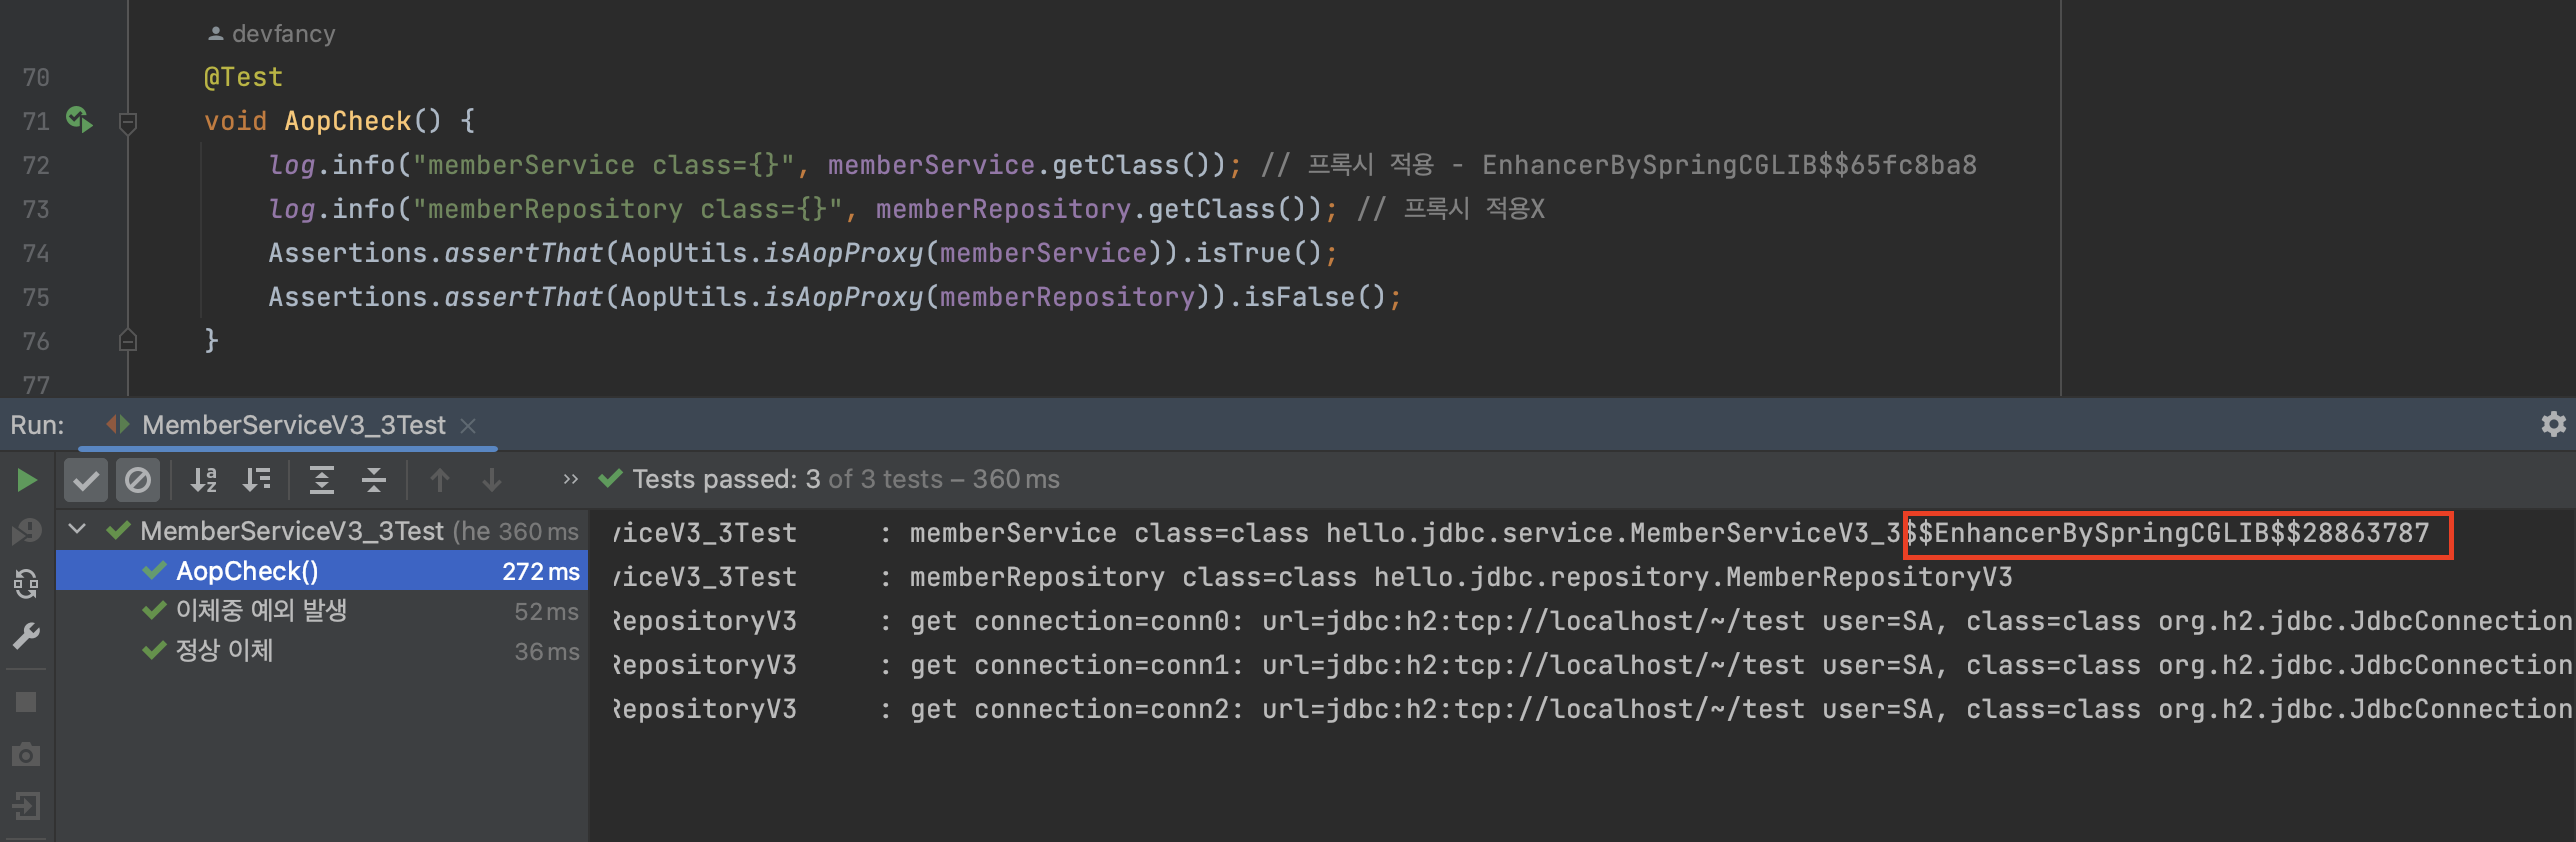 devfancy
70 @Test
71 void AopCheck() {
72 log.info("memberService class={}", memberService.getClass()); // 프록시 적용 - EnhancerBySpringCGLIB$$65fc8ba8
73 log.info("memberRepository class={}", memberRepository.getClass()); // 프록시 적용X
74 Assertions.assertThat(AopUtils.isAopProxy(memberService)).isTrue();
75 Assertions.assertThat(AopUtils.isAopProxy(memberRepository)).isFalse();
76 }
77
Run: MemberServiceV3_3Test
Tests passed: 3 of 3 tests – 360 ms
MemberServiceV3_3Test (he 360 ms
AopCheck() 272 ms
이체중 예외 발생 52 ms
정상 이체 36 ms
viceV3_3Test : memberService class=class hello.jdbc.service.MemberServiceV3_3$$EnhancerBySpringCGLIB$$28863787
viceV3_3Test : memberRepository class=class hello.jdbc.repository.MemberRepositoryV3
RepositoryV3 : get connection=conn0: url=jdbc:h2:tcp://localhost/~/test user=SA, class=class org.h2.jdbc.JdbcConnection
RepositoryV3 : get connection=conn1: url=jdbc:h2:tcp://localhost/~/test user=SA, class=class org.h2.jdbc.JdbcConnection
RepositoryV3 : get connection=conn2: url=jdbc:h2:tcp://localhost/~/test user=SA, class=class org.h2.jdbc.JdbcConnection